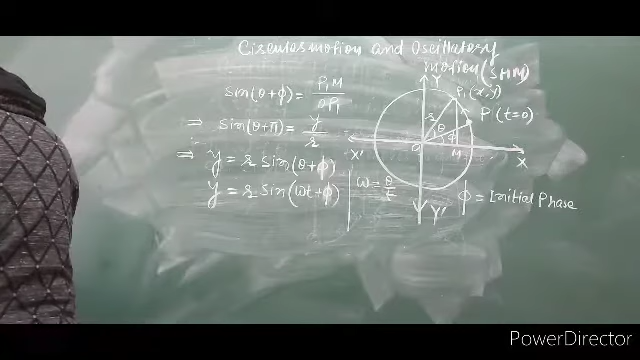 Circular motion and Oscillatory
motion (SHM)
Sin(θ+ϕ) = P₁M / OP₁
⇒ Sin(θ+π) = y / r
⇒ y = r Sin(θ+ϕ)
y = r Sin(ωt+ϕ)
ω = θ / t
Y
P₁(x,y)
P (t=0)
r
θ
ϕ
X'
O
M
X
Y'
ϕ = Initial Phase
PowerDirector